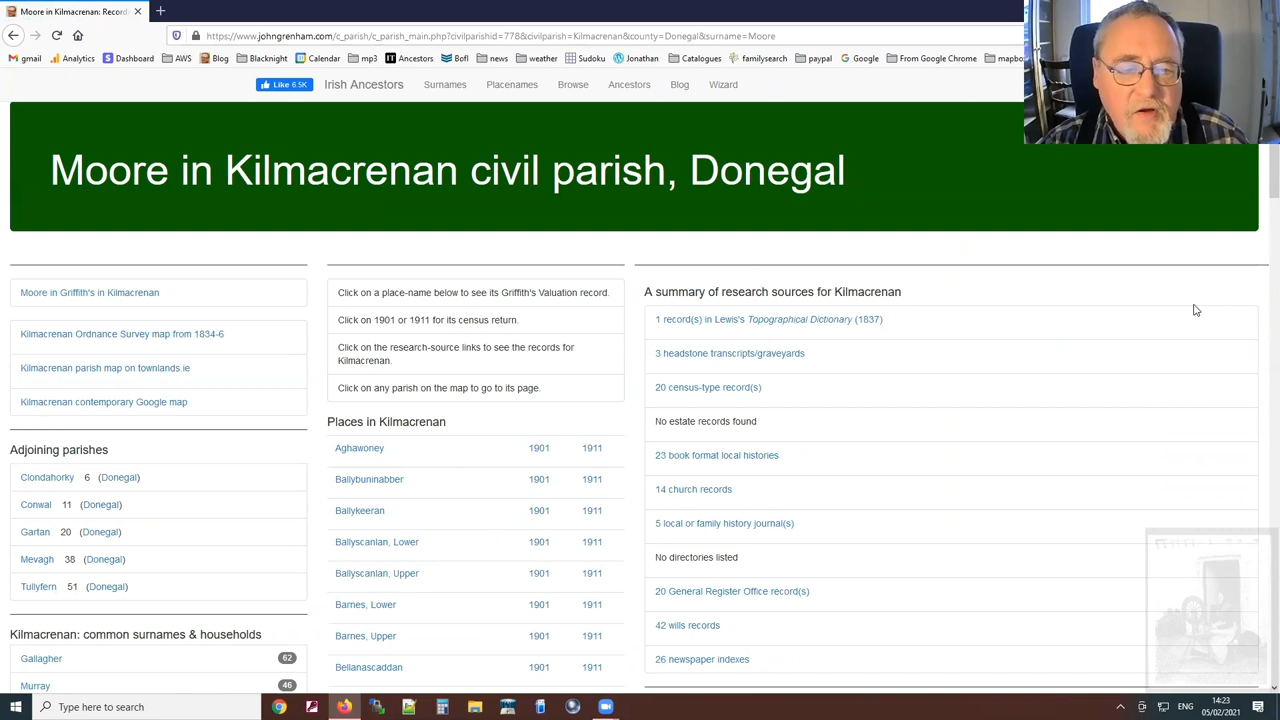 Moore in Kilmacrenan: Record
https://www.johngrenham.com/c_parish/c_parish_main.php?civilparishid=778&civilparish=Kilmacrenan&county=Donegal&surname=Moore
gmail Analytics Dashboard AWS Blog Blacknight Calendar mp3 Ancestors BofI news weather Sudoku Jonathan Catalogues familysearch paypal Google From Google Chrome mapbo
Like 6.5K Irish Ancestors Surnames Placenames Browse Ancestors Blog Wizard
Moore in Kilmacrenan civil parish, Donegal
Moore in Griffith's in Kilmacrenan
Kilmacrenan Ordnance Survey map from 1834-6
Kilmacrenan parish map on townlands.ie
Kilmacrenan contemporary Google map
Adjoining parishes
Clondahorky 6 (Donegal)
Conwal 11 (Donegal)
Gartan 20 (Donegal)
Mevagh 38 (Donegal)
Tullyfern 51 (Donegal)
Kilmacrenan: common surnames & households
Gallagher 62
Murray 46
Click on a place-name below to see its Griffith's Valuation record.
Click on 1901 or 1911 for its census return.
Click on the research-source links to see the records for
Kilmacrenan.
Click on any parish on the map to go to its page.
Places in Kilmacrenan
Aghawoney 1901 1911
Ballybuninabber 1901 1911
Ballykeeran 1901 1911
Ballyscanlan, Lower 1901 1911
Ballyscanlan, Upper 1901 1911
Barnes, Lower 1901 1911
Barnes, Upper 1901 1911
Bellanascaddan 1901 1911
A summary of research sources for Kilmacrenan
1 record(s) in Lewis's Topographical Dictionary (1837)
3 headstone transcripts/graveyards
20 census-type record(s)
No estate records found
23 book format local histories
14 church records
5 local or family history journal(s)
No directories listed
20 General Register Office record(s)
42 wills records
26 newspaper indexes
Type here to search
ENG
14:23
05/02/2021